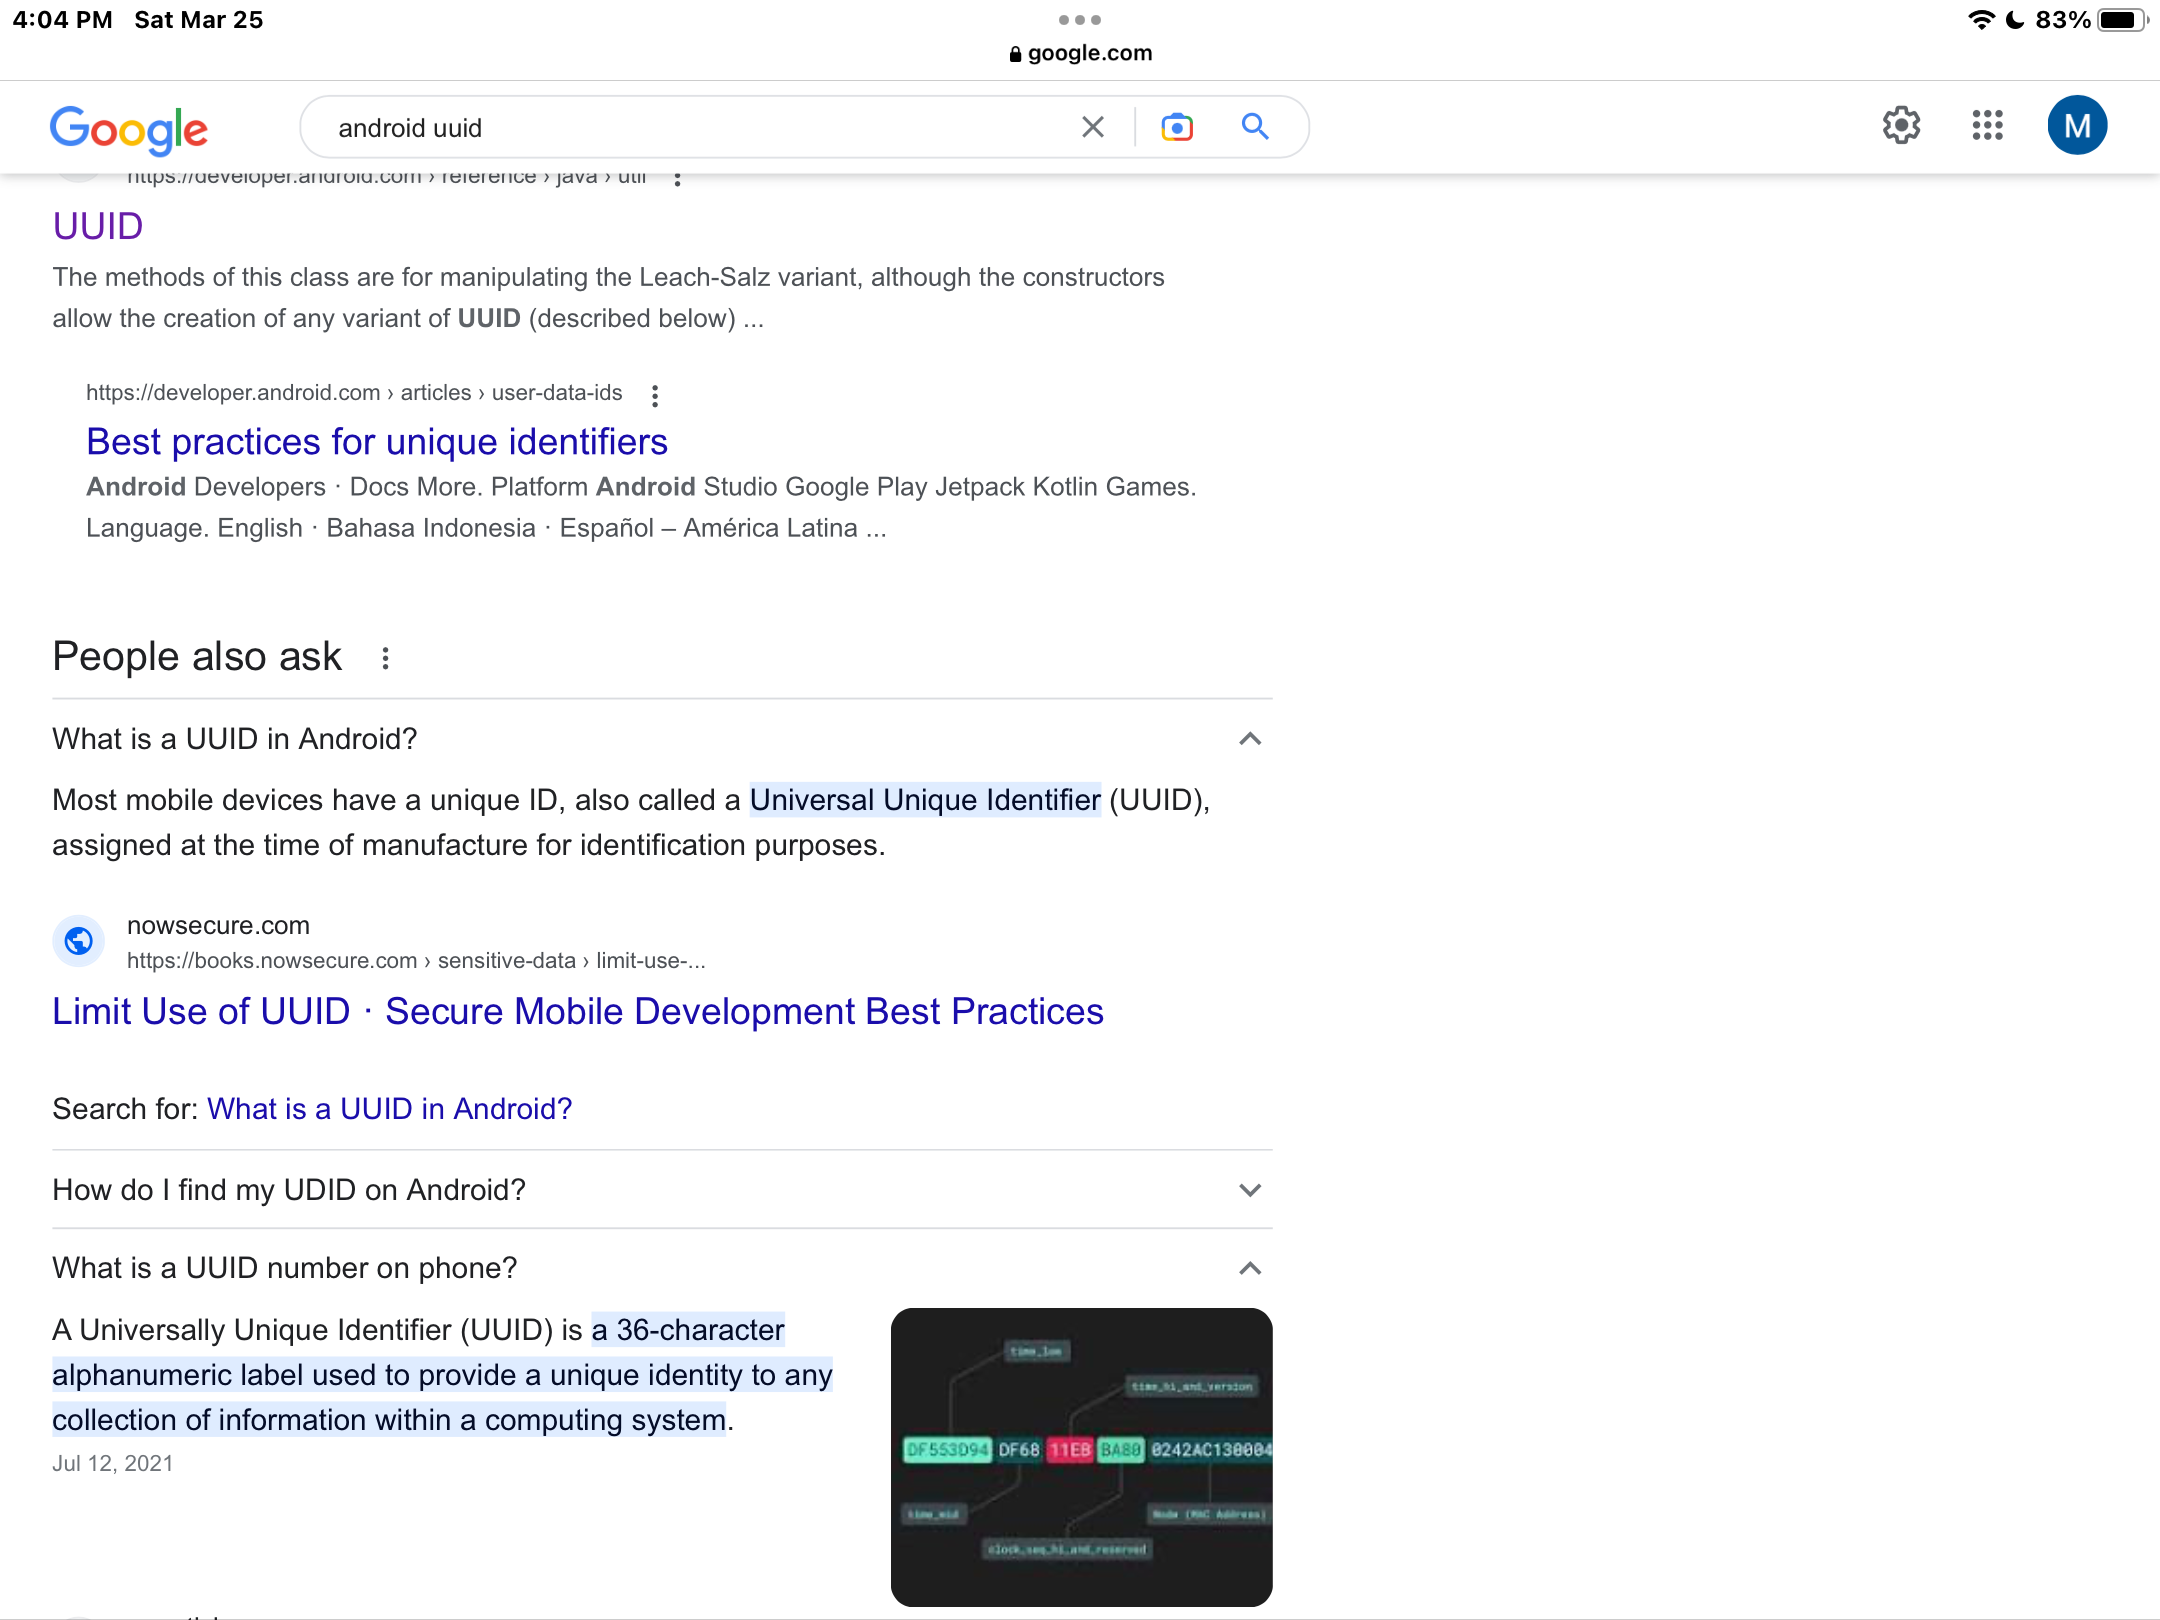 4:04 PM Sat Mar 25
83%
google.com
Google
android uuid
M
https://developer.android.com › reference › java › util
UUID
The methods of this class are for manipulating the Leach-Salz variant, although the constructors
allow the creation of any variant of UUID (described below) ...
https://developer.android.com › articles › user-data-ids
Best practices for unique identifiers
Android Developers · Docs More. Platform Android Studio Google Play Jetpack Kotlin Games.
Language. English · Bahasa Indonesia · Español – América Latina ...
People also ask
What is a UUID in Android?
Most mobile devices have a unique ID, also called a Universal Unique Identifier (UUID),
assigned at the time of manufacture for identification purposes.
nowsecure.com
https://books.nowsecure.com › sensitive-data › limit-use-...
Limit Use of UUID · Secure Mobile Development Best Practices
Search for: What is a UUID in Android?
How do I find my UDID on Android?
What is a UUID number on phone?
A Universally Unique Identifier (UUID) is a 36-character
alphanumeric label used to provide a unique identity to any
collection of information within a computing system.
Jul 12, 2021
time_low
time_hi_and_version
DF553D94 DF68 11EB BA80 0242AC130004
time_mid
Node (MAC Address)
clock_seq_hi_and_reserved